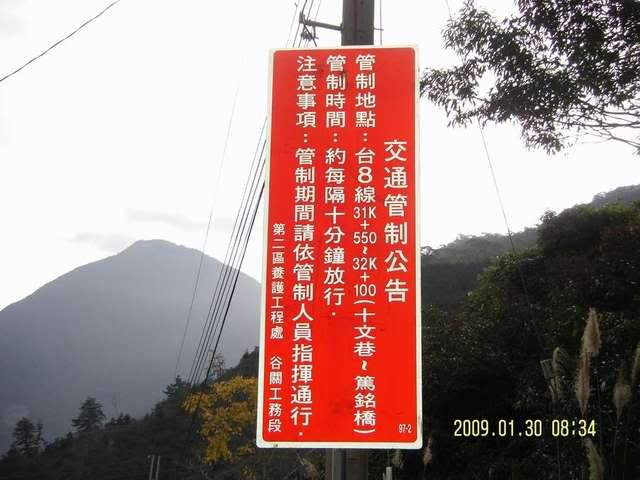 交通管制公告
管制地點：台8線31K+550~32K+100(十文巷~篤銘橋)
管制時間：約每隔十分鐘放行．
注意事項：管制期間請依管制人員指揮通行．
第二區養護工程處 谷關工務段
97-2
2009.01.30 08:34